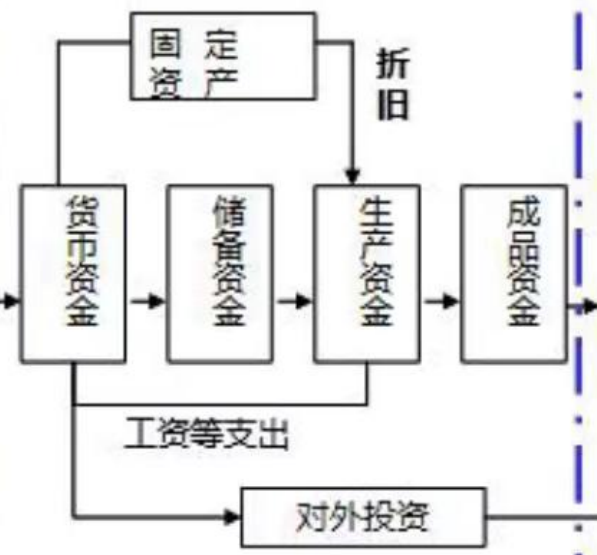 固 定
资 产
折
旧
货币资金
储备资金
生产资金
成品资金
工资等支出
对外投资